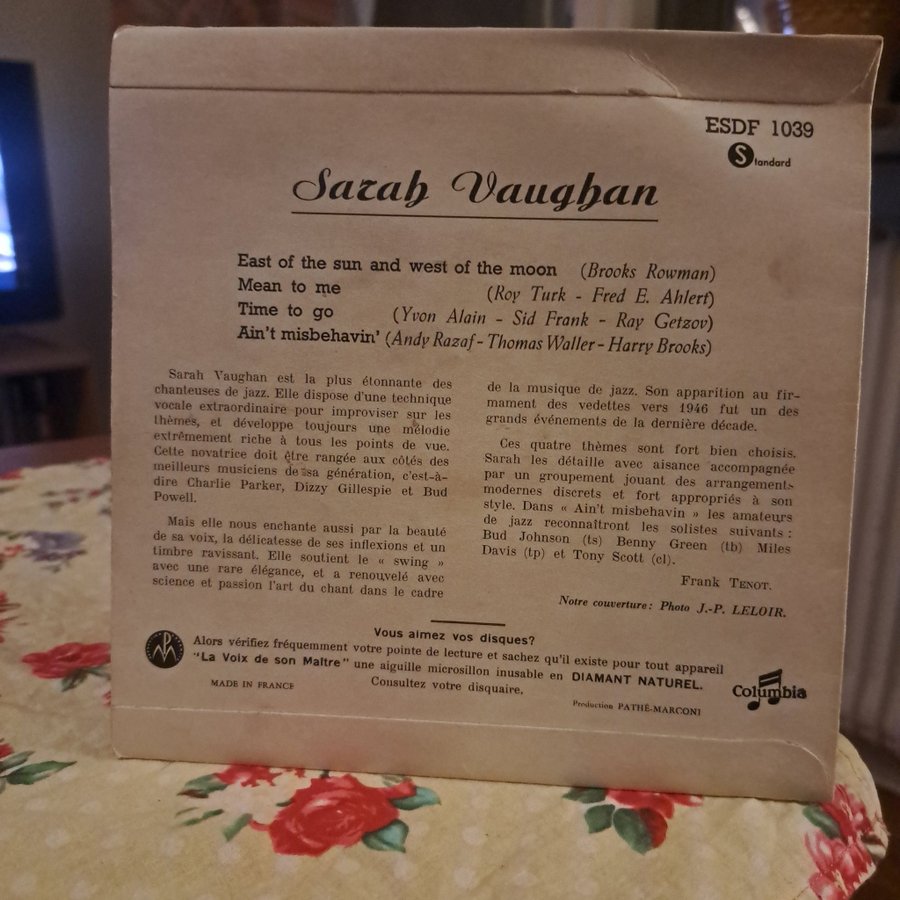 ESDF 1039
Standard
Sarah Vaughan
East of the sun and west of the moon (Brooks Rowman)
Mean to me (Roy Turk - Fred E. Ahlert)
Time to go (Yvon Alain - Sid Frank - Ray Getzov)
Ain't misbehavin' (Andy Razaf - Thomas Waller - Harry Brooks)
Sarah Vaughan est la plus étonnante des
chanteuses de jazz. Elle dispose d'une technique
vocale extraordinaire pour improviser sur les
thèmes, et développe toujours une mélodie
extrêmement riche à tous les points de vue.
Cette novatrice doit être rangée aux côtés des
meilleurs musiciens de sa génération, c'est-à-
dire Charlie Parker, Dizzy Gillespie et Bud
Powell.
Mais elle nous enchante aussi par la beauté
de sa voix, la délicatesse de ses inflexions et un
timbre ravissant. Elle soutient le « swing »
avec une rare élégance, et a renouvelé avec
science et passion l'art du chant dans le cadre
de la musique de jazz. Son apparition au fir-
mament des vedettes vers 1946 fut un des
grands événements de la dernière décade.
Ces quatre thèmes sont fort bien choisis.
Sarah les détaille avec aisance accompagnée
par un groupement jouant des arrangements
modernes discrets et fort appropriés à son
style. Dans « Ain't misbehavin » les amateurs
de jazz reconnaîtront les solistes suivants :
Bud Johnson (ts) Benny Green (tb) Miles
Davis (tp) et Tony Scott (cl).
Frank TENOT.
Notre couverture : Photo J.-P. LELOIR.
Vous aimez vos disques?
Alors vérifiez fréquemment votre pointe de lecture et sachez qu'il existe pour tout appareil
"La Voix de son Maître" une aiguille microsillon inusable en DIAMANT NATUREL.
Consultez votre disquaire.
MADE IN FRANCE
Columbia
Production PATHÉ-MARCONI